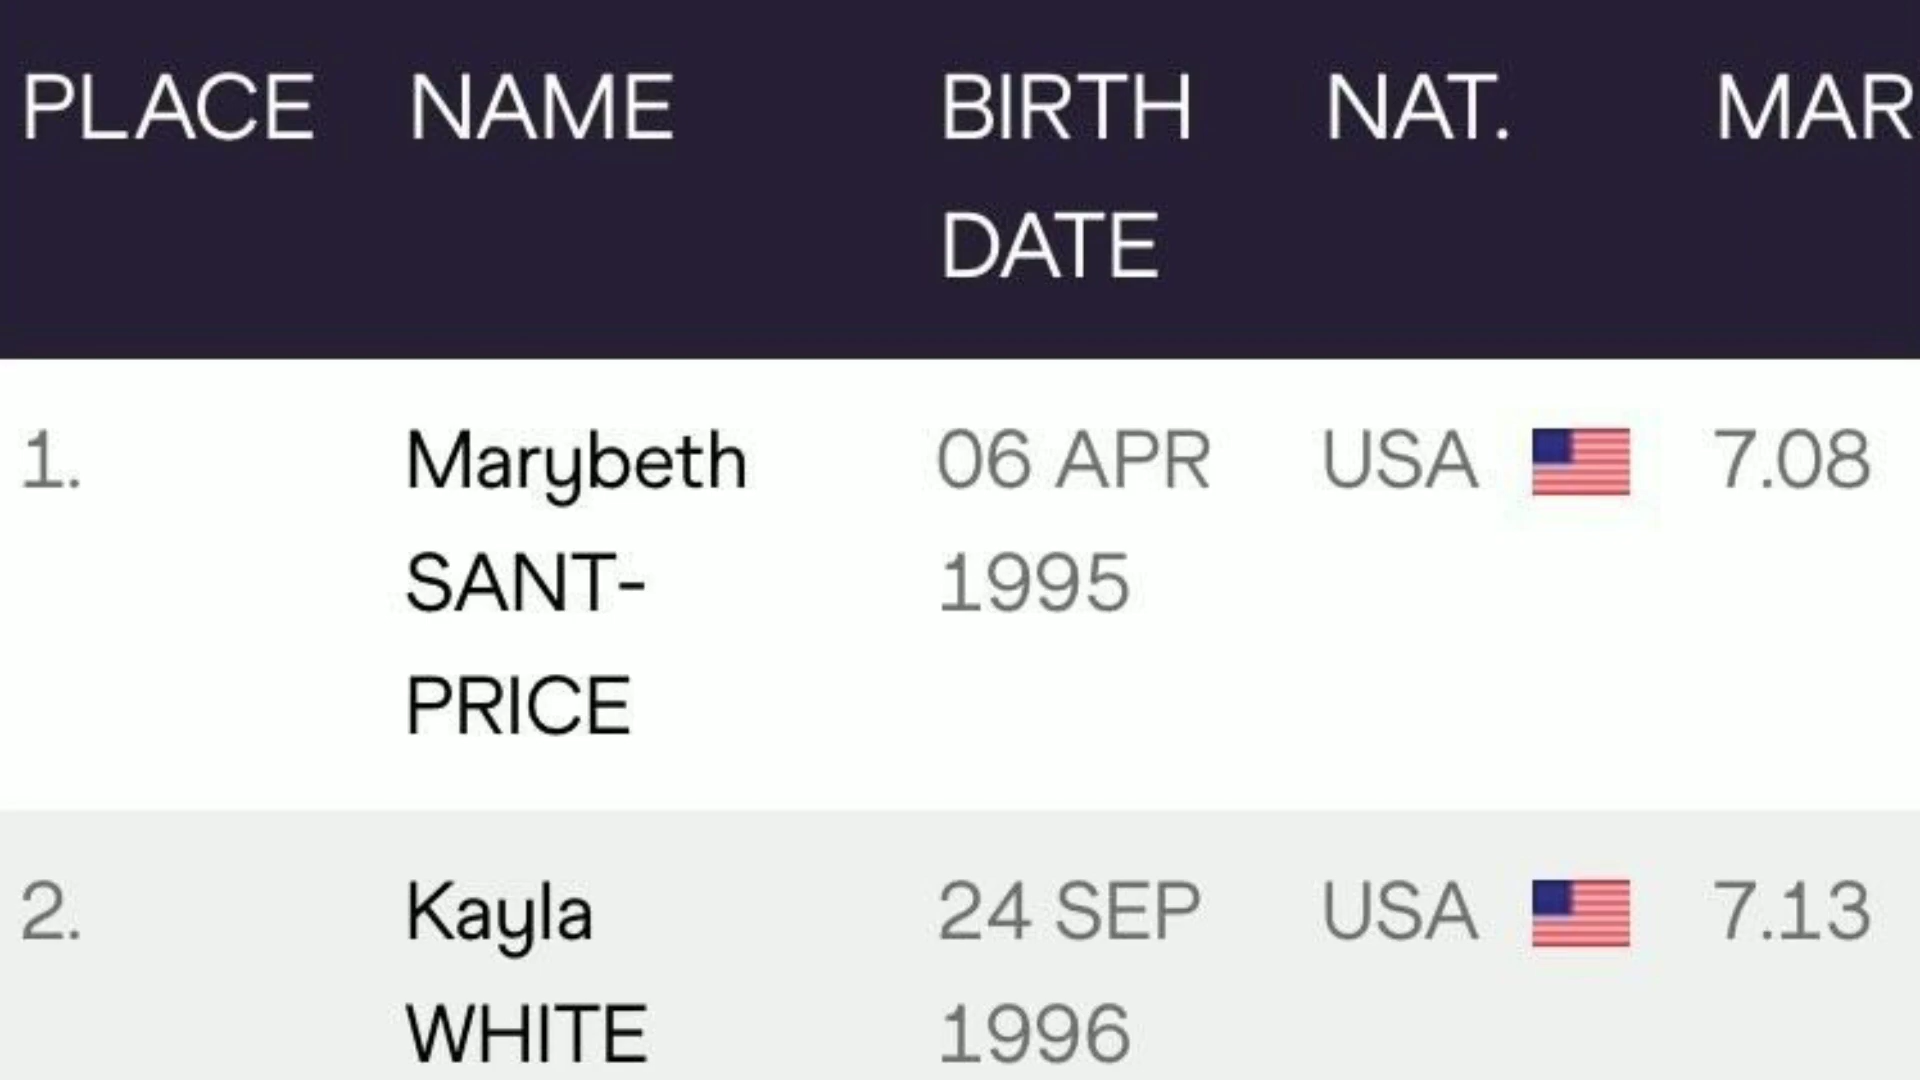 PLACE NAME BIRTH DATE NAT. MAR
1. Marybeth SANT-PRICE 06 APR 1995 USA 7.08
2. Kayla WHITE 24 SEP 1996 USA 7.13